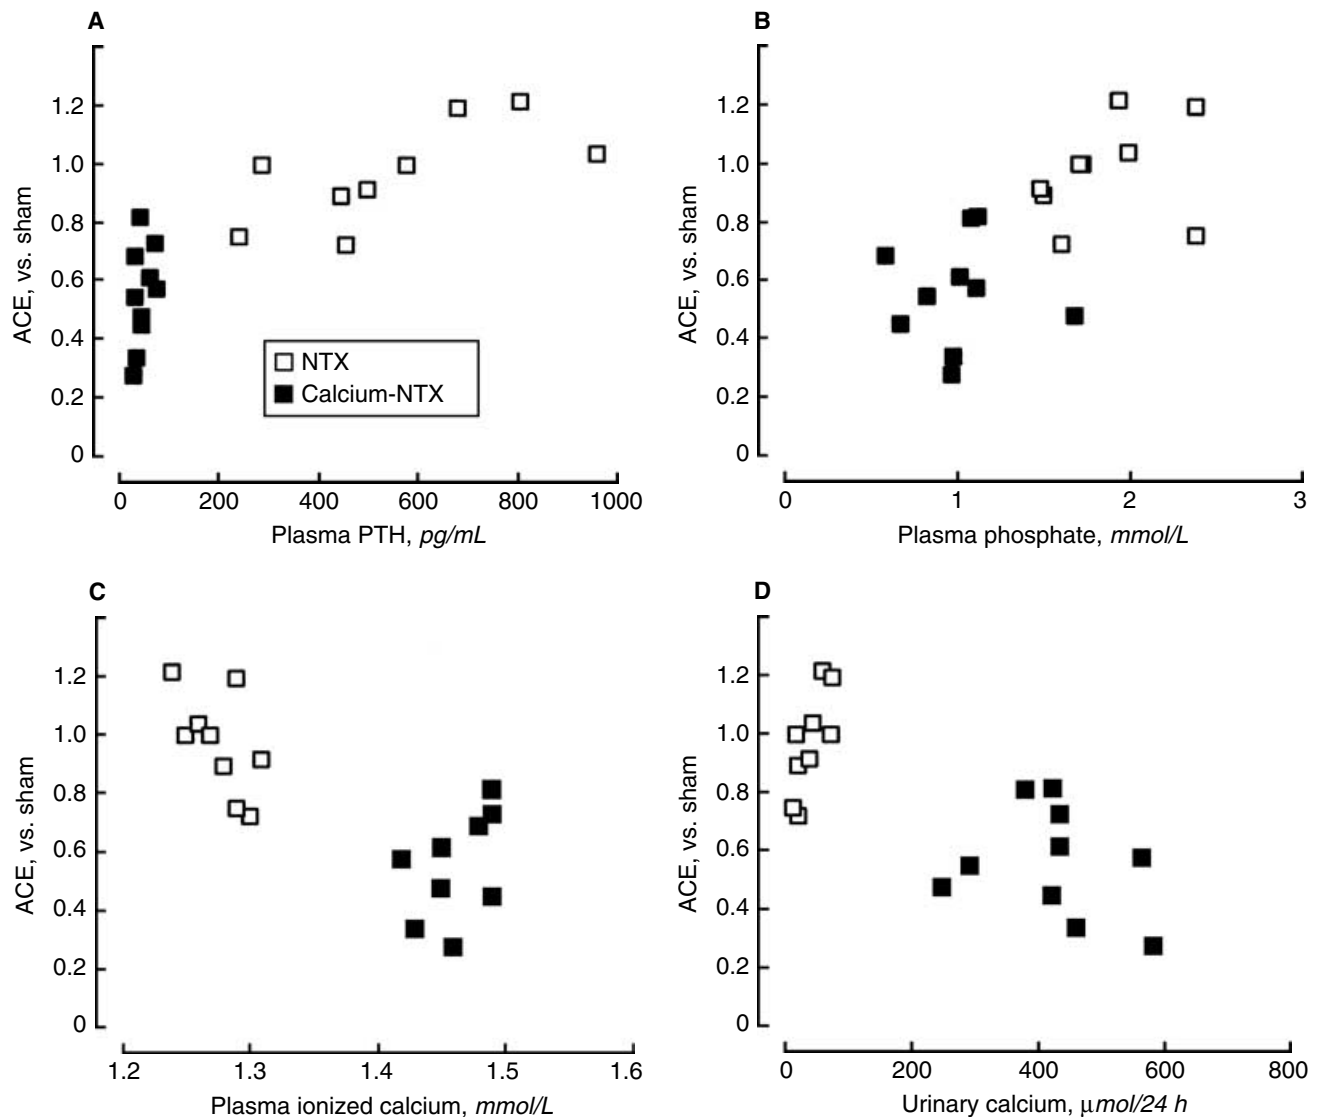 A
ACE, vs. sham
1.2
1.0
0.8
0.6
0.4
0.2
0
NTX
Calcium-NTX
0 200 400 600 800 1000
Plasma PTH, pg/mL
B
ACE, vs. sham
1.2
1.0
0.8
0.6
0.4
0.2
0
0 1 2 3
Plasma phosphate, mmol/L
C
ACE, vs. sham
1.2
1.0
0.8
0.6
0.4
0.2
0
1.2 1.3 1.4 1.5 1.6
Plasma ionized calcium, mmol/L
D
ACE, vs. sham
1.2
1.0
0.8
0.6
0.4
0.2
0
0 200 400 600 800
Urinary calcium, μmol/24 h